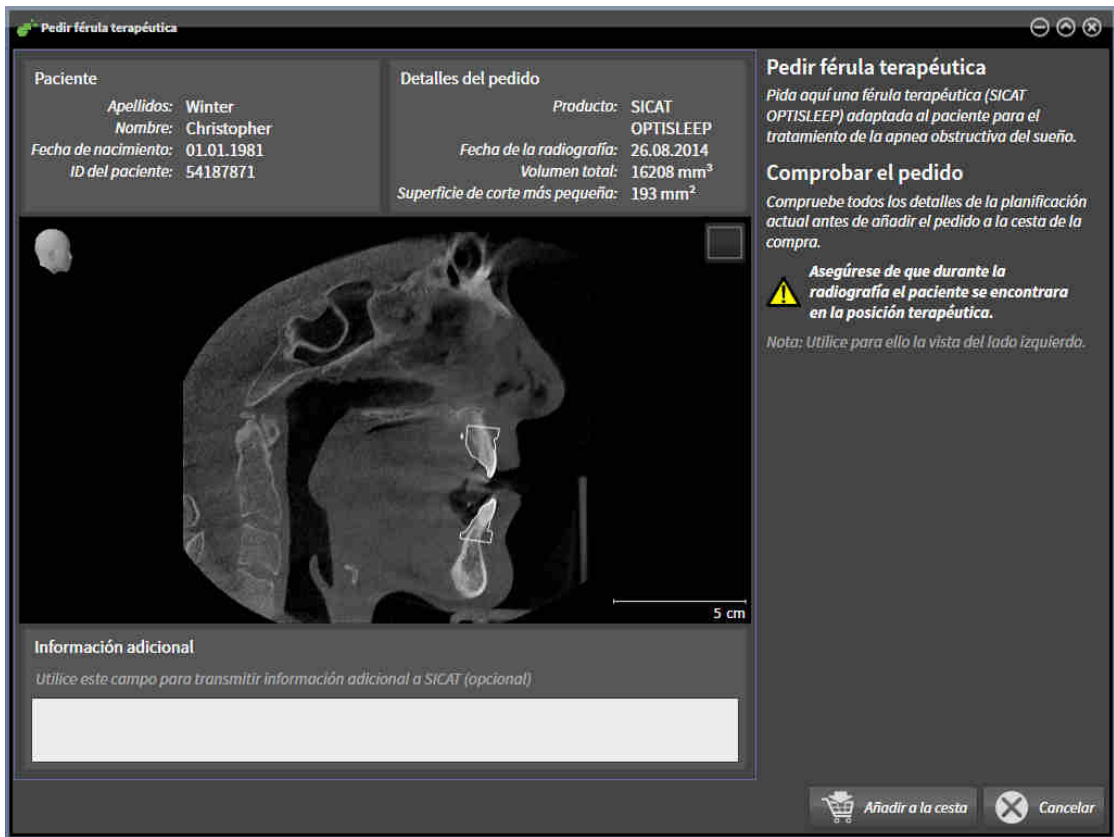 Pedir férula terapéutica
Paciente
Apellidos: Winter
Nombre: Christopher
Fecha de nacimiento: 01.01.1981
ID del paciente: 54187871
Detalles del pedido
Producto: SICAT
OPTISLEEP
Fecha de la radiografía: 26.08.2014
Volumen total: 16208 mm³
Superficie de corte más pequeña: 193 mm²
5 cm
Información adicional
Utilice este campo para transmitir información adicional a SICAT (opcional)
Pedir férula terapéutica
Pida aquí una férula terapéutica (SICAT
OPTISLEEP) adaptada al paciente para el
tratamiento de la apnea obstructiva del sueño.
Comprobar el pedido
Compruebe todos los detalles de la planificación
actual antes de añadir el pedido a la cesta de la
compra.
Asegúrese de que durante la
radiografía el paciente se encontrara
en la posición terapéutica.
Nota: Utilice para ello la vista del lado izquierdo.
Añadir a la cesta
Cancelar